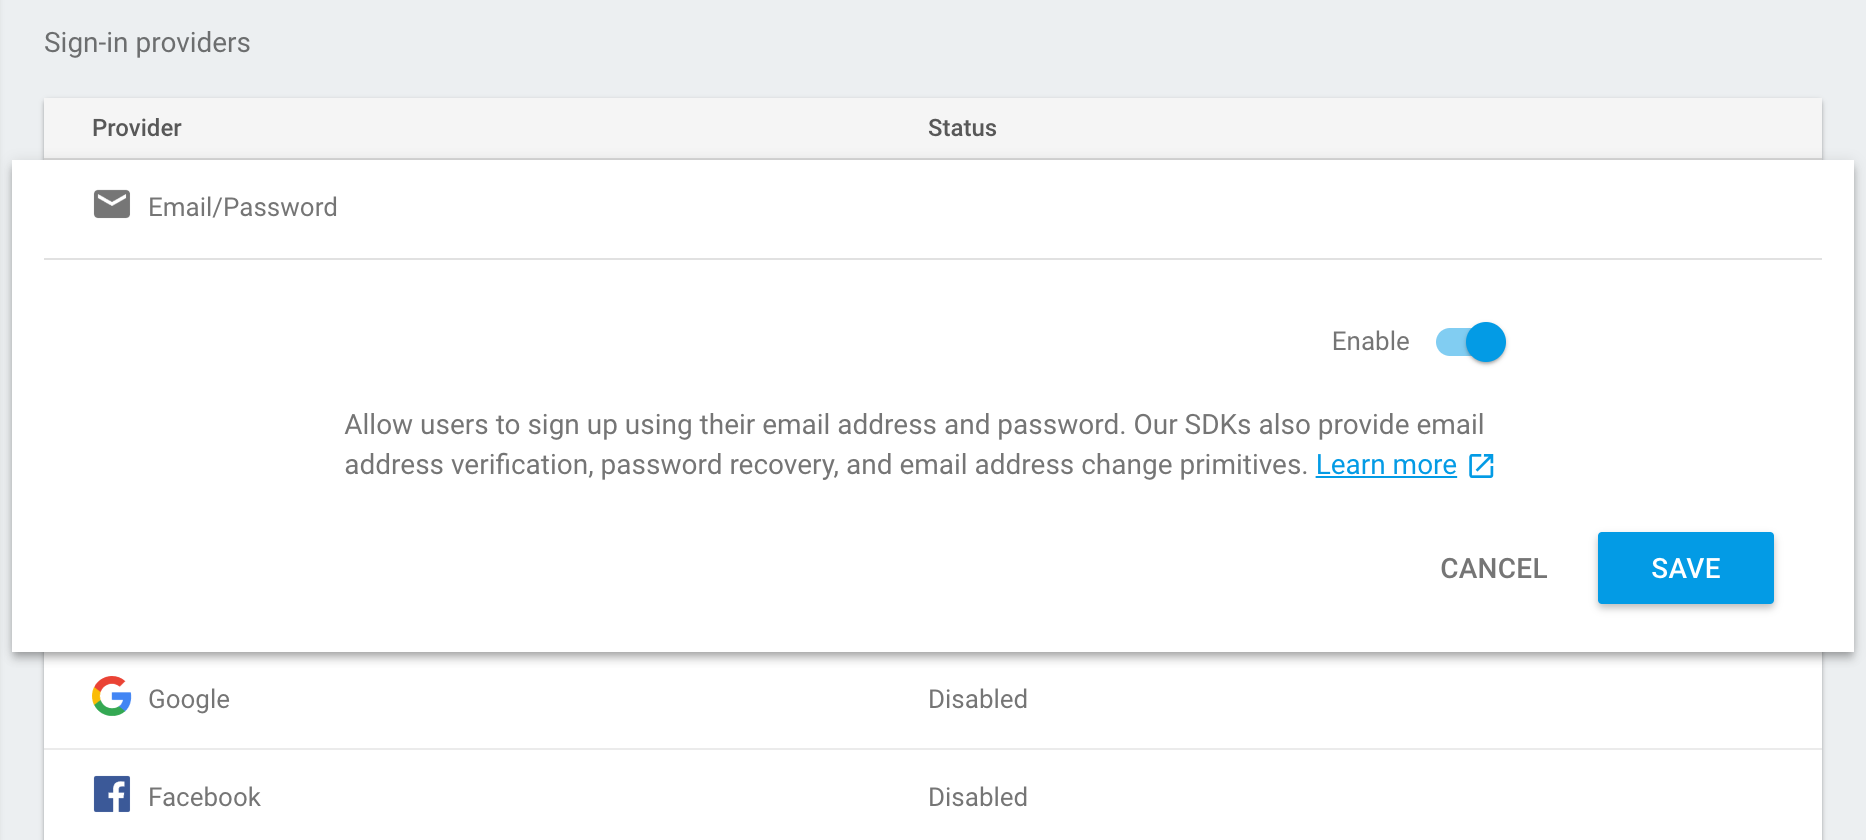 Sign-in providers
Provider Status
Email/Password
Enable
Allow users to sign up using their email address and password. Our SDKs also provide email
address verification, password recovery, and email address change primitives. Learn more
CANCEL SAVE
Google Disabled
Facebook Disabled